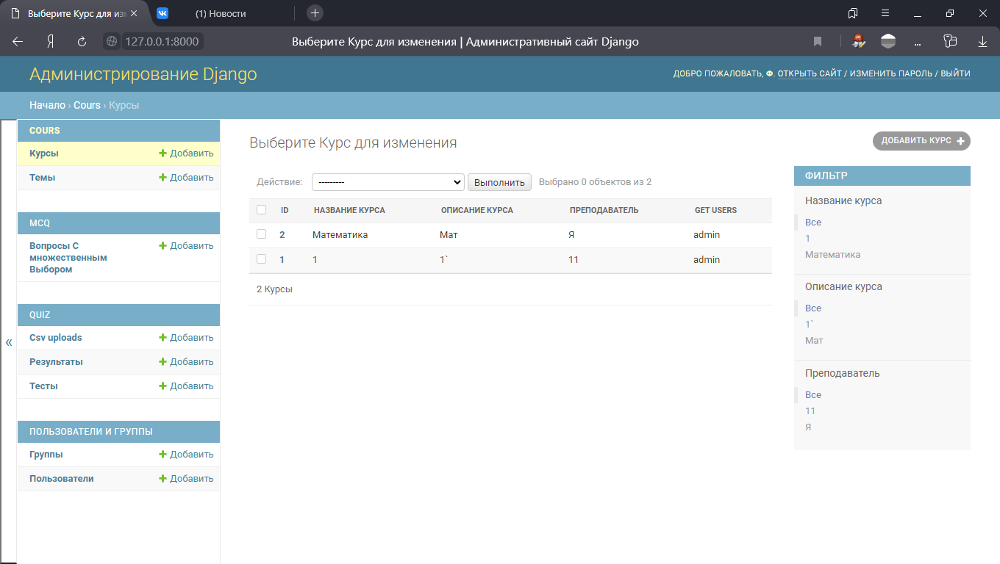 Выберите Курс для из
(1) Новости
127.0.0.1:8000
Выберите Курс для изменения | Административный сайт Django
Администрирование Django
ДОБРО ПОЖАЛОВАТЬ, Ф. ОТКРЫТЬ САЙТ / ИЗМЕНИТЬ ПАРОЛЬ / ВЫЙТИ
Начало › Cours › Курсы
COURS
Курсы Добавить
Темы Добавить
MCQ
Вопросы С Добавить
множественным
Выбором
QUIZ
Csv uploads Добавить
Результаты Добавить
Тесты Добавить
ПОЛЬЗОВАТЕЛИ И ГРУППЫ
Группы Добавить
Пользователи Добавить
«
Выберите Курс для изменения
ДОБАВИТЬ КУРС +
Действие: --------- Выполнить Выбрано 0 объектов из 2
ID НАЗВАНИЕ КУРСА ОПИСАНИЕ КУРСА ПРЕПОДАВАТЕЛЬ GET USERS
2 Математика Мат Я admin
1 1 1` 11 admin
2 Курсы
ФИЛЬТР
Название курса
Все
1
Математика
Описание курса
Все
1`
Мат
Преподаватель
Все
11
Я